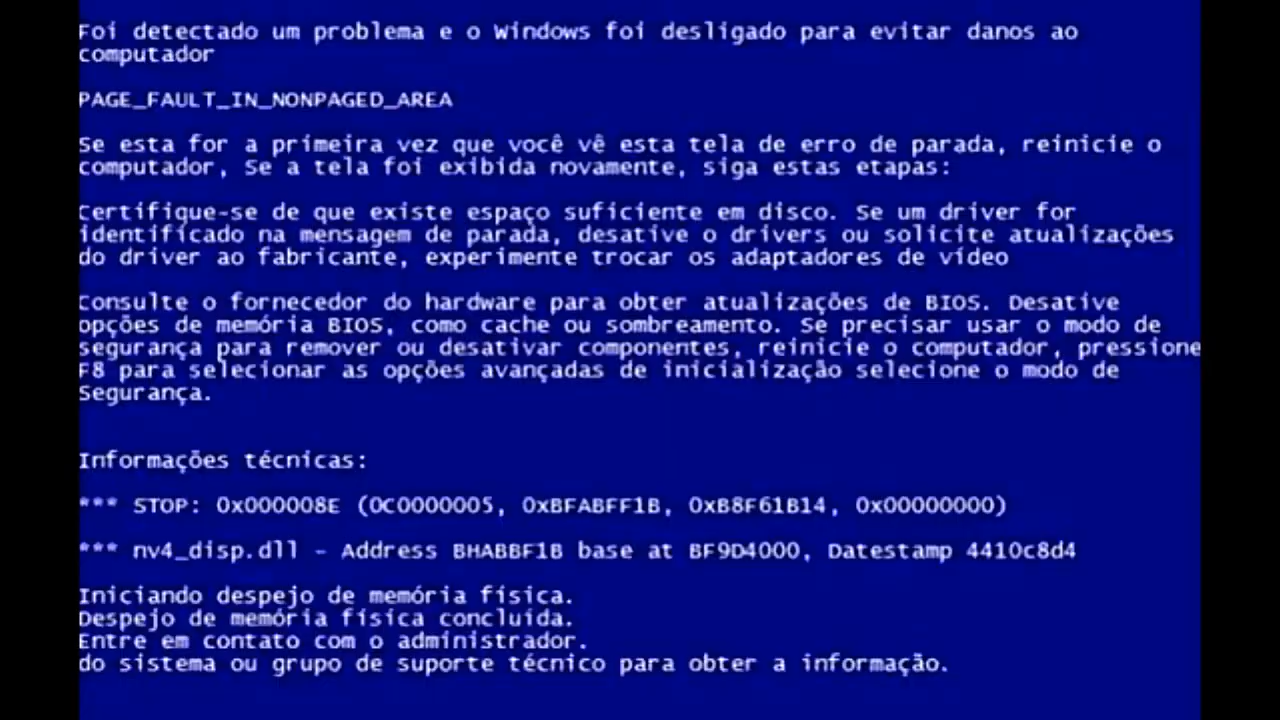 Foi detectado um problema e o Windows foi desligado para evitar danos ao
computador
PAGE_FAULT_IN_NONPAGED_AREA
Se esta for a primeira vez que você vê esta tela de erro de parada, reinicie o
computador, Se a tela foi exibida novamente, siga estas etapas:
Certifique-se de que existe espaço suficiente em disco. Se um driver for
identificado na mensagem de parada, desative o drivers ou solicite atualizações
do driver ao fabricante, experimente trocar os adaptadores de vídeo
Consulte o fornecedor do hardware para obter atualizações de BIOS. Desative
opções de memória BIOS, como cache ou sombreamento. Se precisar usar o modo de
segurança para remover ou desativar componentes, reinicie o computador, pressione
F8 para selecionar as opções avançadas de inicialização selecione o modo de
Segurança.
Informações técnicas:
*** STOP: 0x000008E (0C0000005, 0xBFABFF1B, 0xB8F61B14, 0x00000000)
*** nv4_disp.dll - Address BHABBF1B base at BF9D4000, Datestamp 4410c8d4
Iniciando despejo de memória física.
Despejo de memória física concluída.
Entre em contato com o administrador.
do sistema ou grupo de suporte técnico para obter a informação.